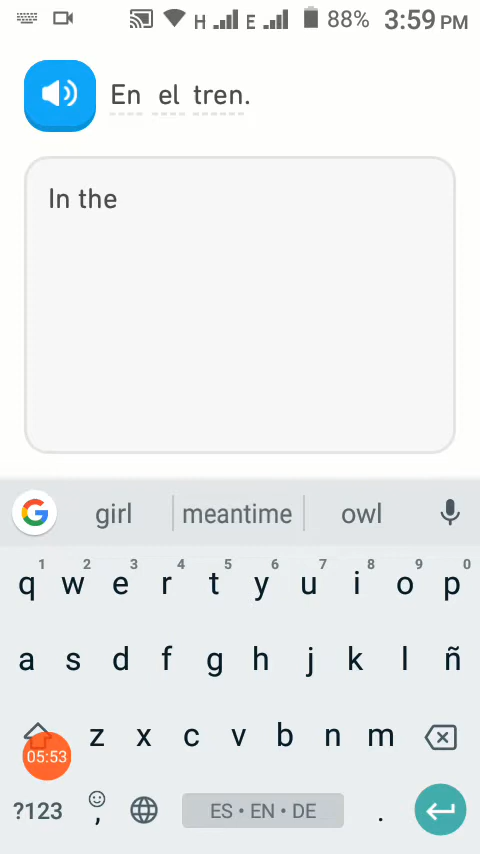 H E 88% 3:59 PM
En el tren.
In the
girl meantime owl
1 2 3 4 5 6 7 8 9 0
q w e r t y u i o p
a s d f g h j k l ñ
z x c v b n m
05:53
?123 , ES • EN • DE .